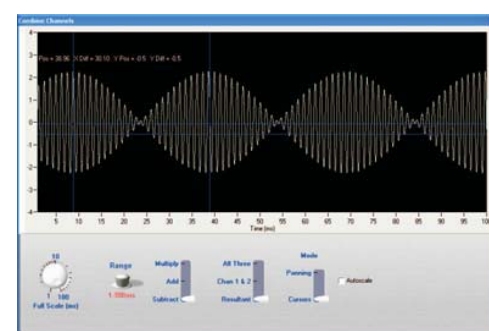 Combine Channels
Pos = 38.96 X Diff = 30.10 Y Pos = -0.5 Y Diff = -0.5
4
3
2
1
0
-1
-2
-3
-4
5 10 15 20 25 30 35 40 45 50 55 60 65 70 75 80 85 90 95 100
Time (ms)
10
1 100
Full Scale (ms)
Range
1-100ms
Multiply
Add
Subtract
All Three
Chan 1 & 2
Resultant
Mode
Panning
Cursors
Autoscale